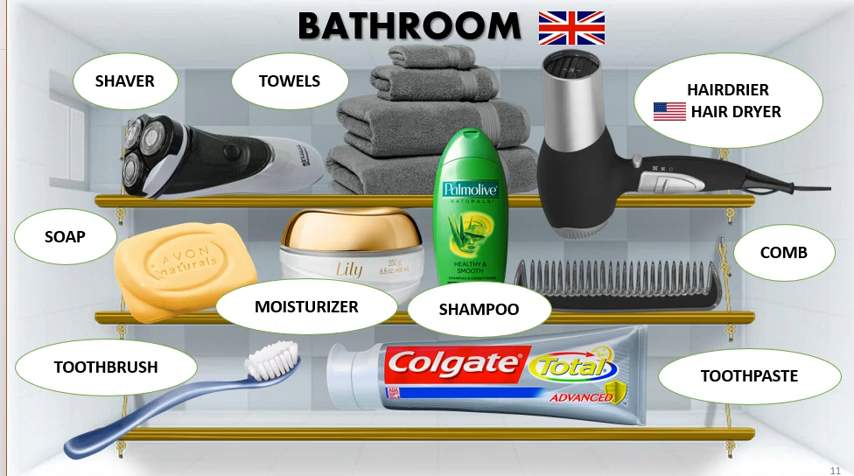 BATHROOM
SHAVER
TOWELS
HAIRDRIER
HAIR DRYER
Palmolive
NATURALS
HEALTHY &
SMOOTH
SOAP
AVON
naturals
Lily
250 g
MOISTURIZER
SHAMPOO
COMB
TOOTHBRUSH
Colgate
Total
ADVANCED
TOOTHPASTE
11